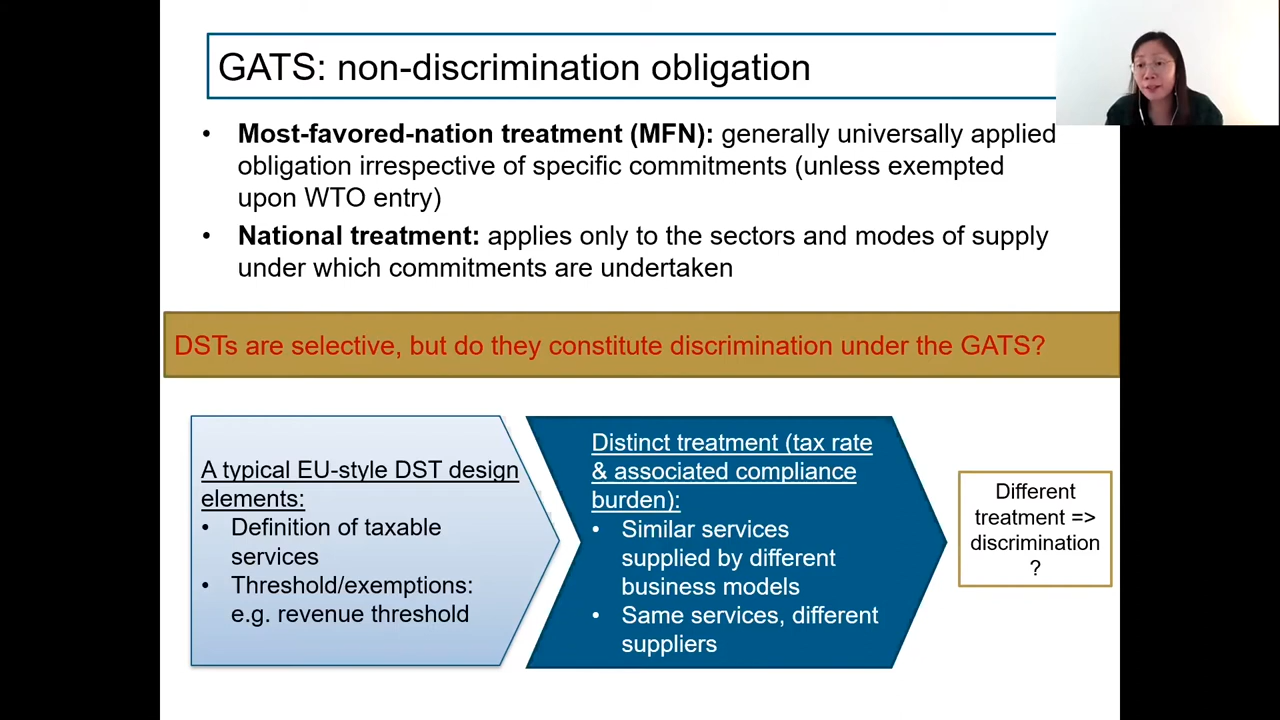 GATS: non-discrimination obligation
• Most-favored-nation treatment (MFN): generally universally applied
obligation irrespective of specific commitments (unless exempted
upon WTO entry)
• National treatment: applies only to the sectors and modes of supply
under which commitments are undertaken
DSTs are selective, but do they constitute discrimination under the GATS?
A typical EU-style DST design
elements:
• Definition of taxable
services
• Threshold/exemptions:
e.g. revenue threshold
Distinct treatment (tax rate
& associated compliance
burden):
• Similar services
supplied by different
business models
• Same services, different
suppliers
Different
treatment =>
discrimination
?